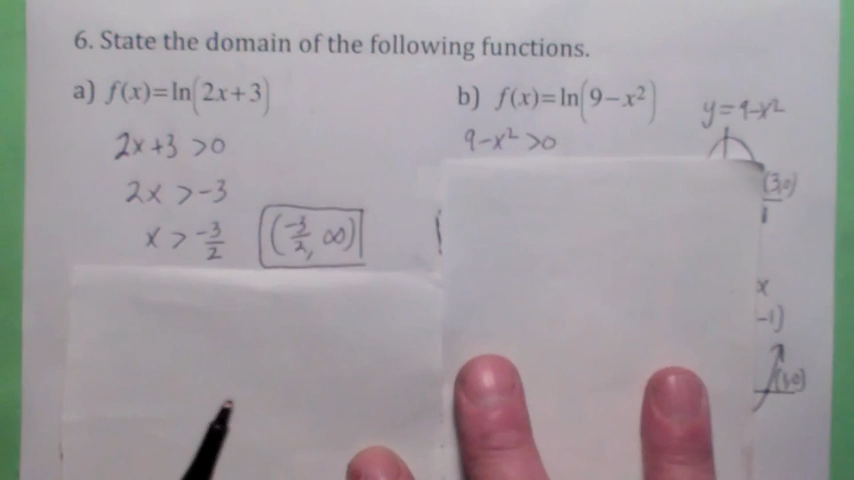 6. State the domain of the following functions.
a) f(x)=ln(2x+3)
2x+3 >0
2x > -3
x > -3/2
(-3/2, ∞)
b) f(x)=ln(9−x²)
y=9-x²
9-x² >0
(3,0)
x
-1)